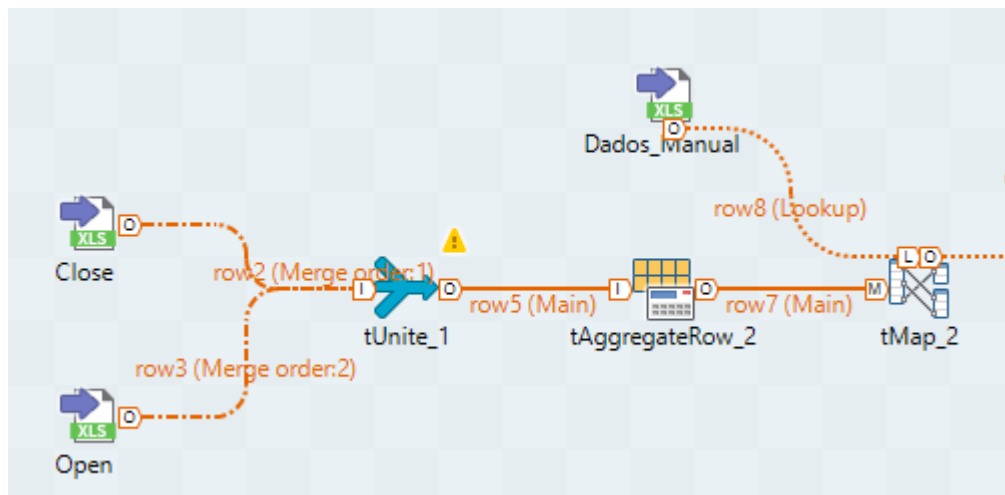 XLS
Dados_Manual
row8 (Lookup)
XLS
Close
row2 (Merge order:1)
row5 (Main)
row7 (Main)
tUnite_1
tAggregateRow_2
tMap_2
row3 (Merge order:2)
XLS
Open
O
O
I
O
I
O
M
L
O
O